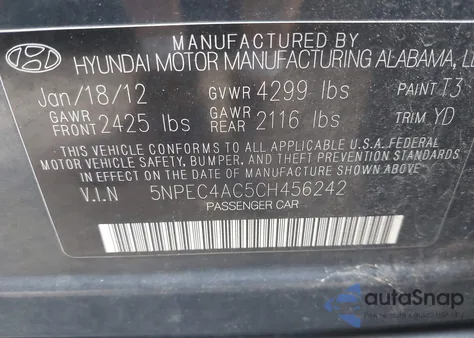 MANUFACTURED BY
HYUNDAI MOTOR MANUFACTURING ALABAMA, LL
Jan/18/12 GVWR 4299 lbs PAINT T3
GAWR FRONT 2425 lbs GAWR REAR 2116 lbs TRIM YD
THIS VEHICLE CONFORMS TO ALL APPLICABLE U.S.A. FEDERAL
MOTOR VEHICLE SAFETY, BUMPER, AND THEFT PREVENTION STANDARDS
IN EFFECT ON THE DATE OF MANUFACTURE SHOWN ABOVE
V.I.N 5NPEC4AC5CH456242
PASSENGER CAR
autoSnap